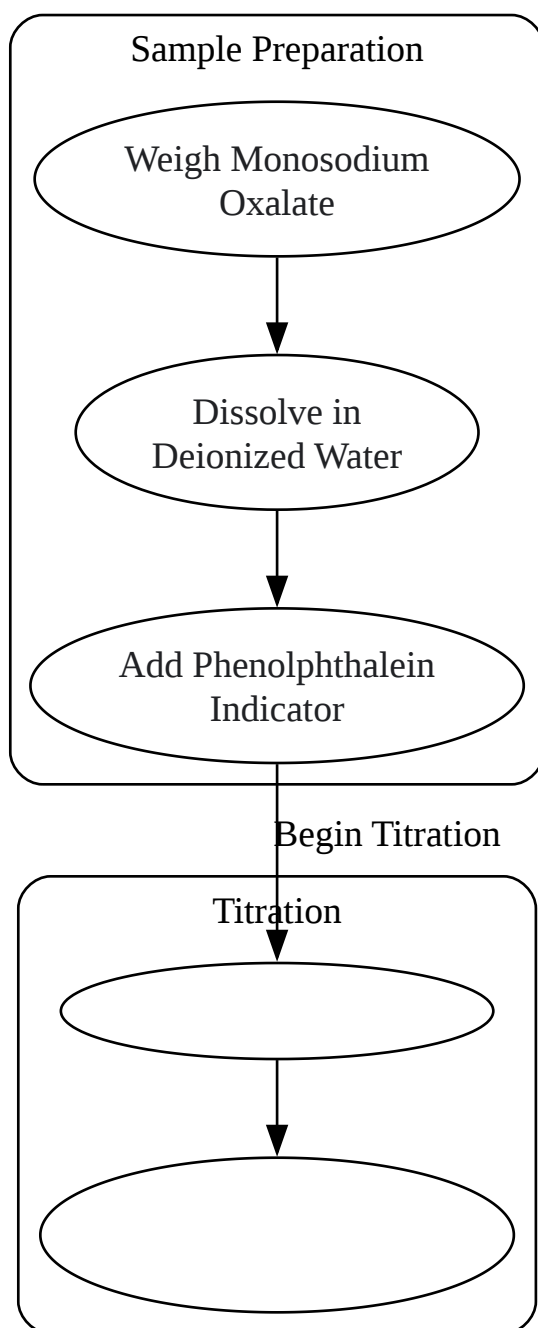 Sample Preparation
Weigh Monosodium
Oxalate
Dissolve in
Deionized Water
Add Phenolphthalein
Indicator
Begin Titration
Titration